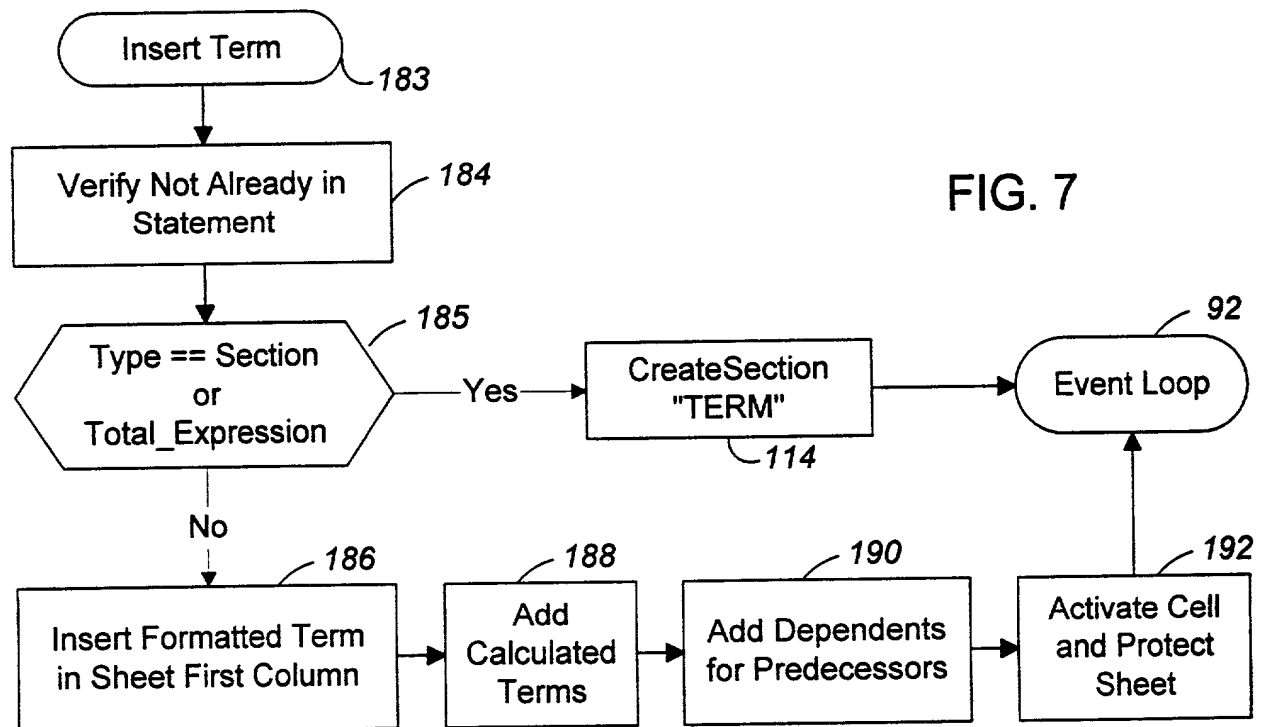 Insert Term
183
Verify Not Already in
Statement
184
FIG. 7
Type == Section
or
Total_Expression
185
Yes
CreateSection
"TERM"
114
Event Loop
92
No
Insert Formatted Term
in Sheet First Column
186
Add
Calculated
Terms
188
Add Dependents
for Predecessors
190
Activate Cell
and Protect
Sheet
192